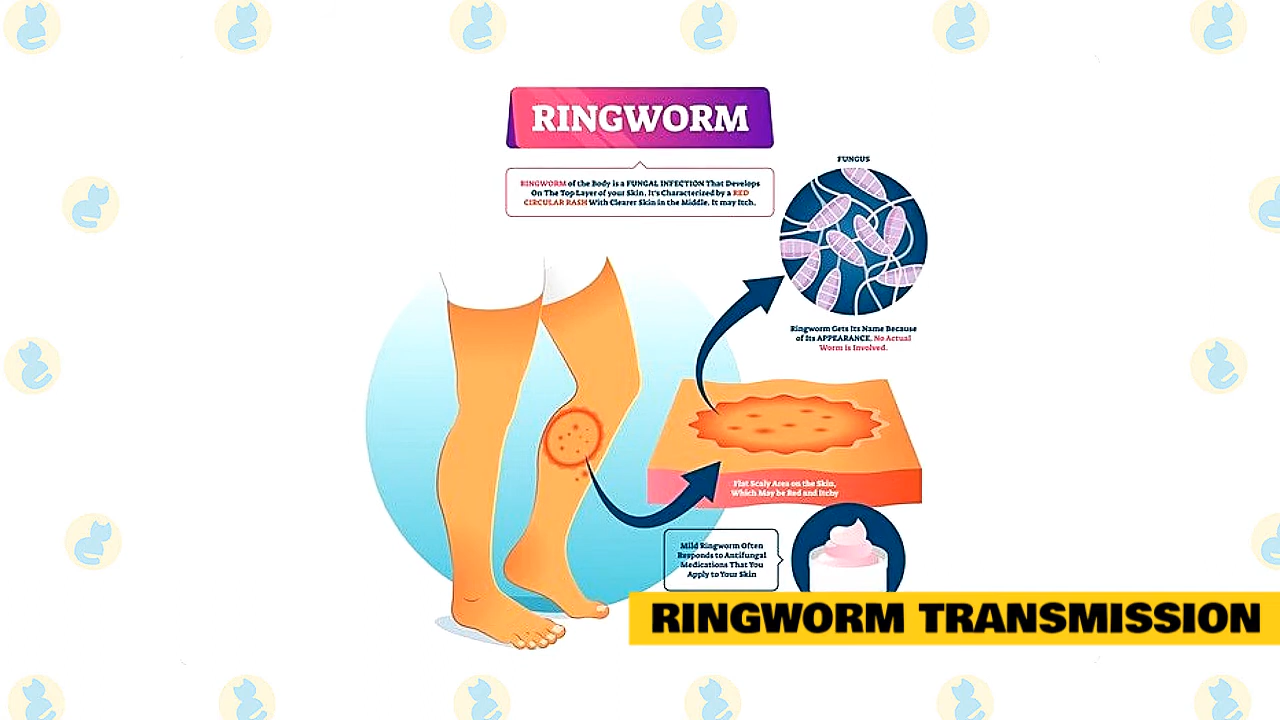 RINGWORM
RINGWORM of the Body is a FUNGAL INFECTION That Develops
On The Top Layer of your Skin. It's Characterized by a RED
CIRCULAR RASH With Clearer Skin in the Middle. It may Itch.
FUNGUS
Ringworm Gets Its Name Because
of Its APPEARANCE. No Actual
Worm is Involved.
Flat Scaly Area on the Skin,
Which May be Red and Itchy
Mild Ringworm Often
Responds to Antifungal
Medications That You
Apply to Your Skin
RINGWORM TRANSMISSION